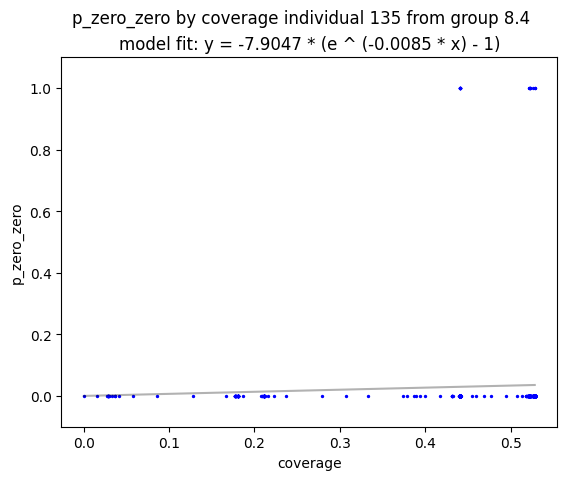 p_zero_zero by coverage individual 135 from group 8.4
model fit: y = -7.9047 * (e ^ (-0.0085 * x) - 1)
1.0
0.8
0.6
0.4
0.2
0.0
p_zero_zero
0.0 0.1 0.2 0.3 0.4 0.5
coverage